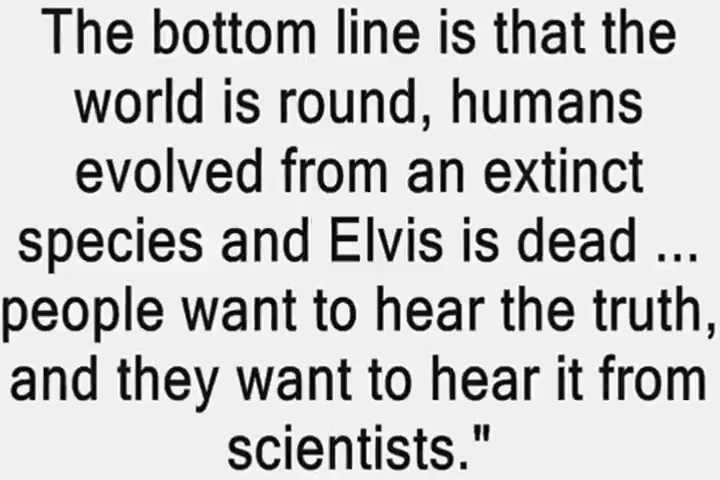 The bottom line is that the
world is round, humans
evolved from an extinct
species and Elvis is dead ...
people want to hear the truth,
and they want to hear it from
scientists."